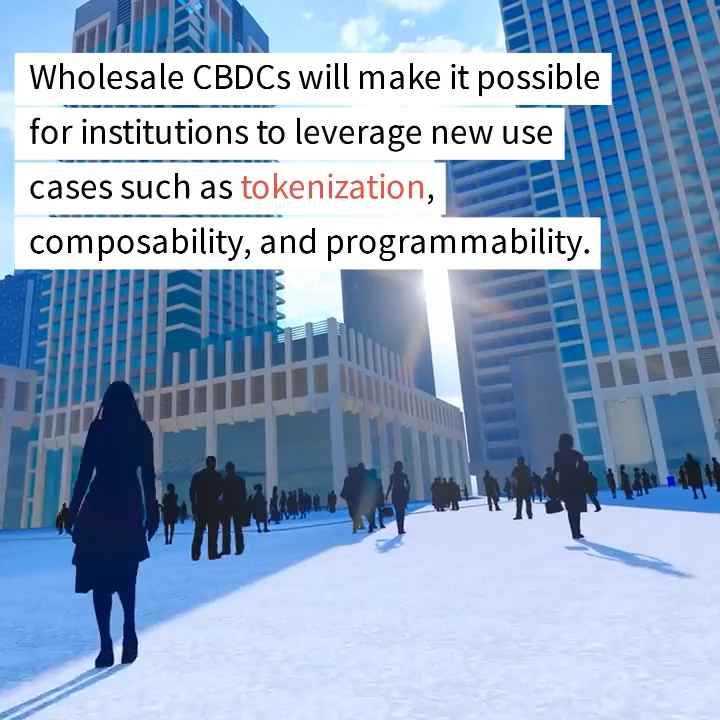 Wholesale CBDCs will make it possible
for institutions to leverage new use
cases such as tokenization,
composability, and programmability.